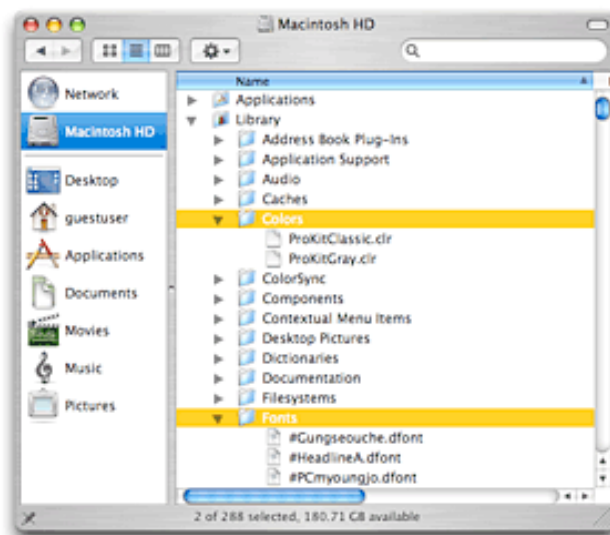 Macintosh HD
Name
Network
Macintosh HD
Desktop
guestuser
Applications
Documents
Movies
Music
Pictures
Applications
Library
Address Book Plug-Ins
Application Support
Audio
Caches
Colors
ProKitClassic.clr
ProKitGray.clr
ColorSync
Components
Contextual Menu Items
Desktop Pictures
Dictionaries
Documentation
Filesystems
Fonts
#Gungseouche.dfont
#HeadlineA.dfont
#PCmyoungjo.dfont
2 of 288 selected, 180.71 GB available